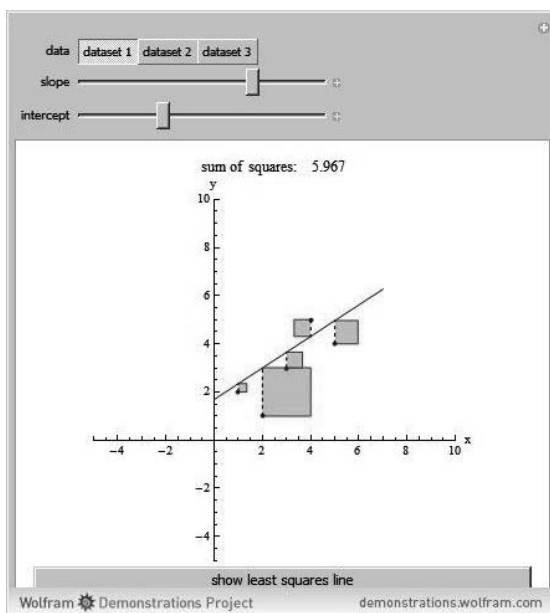 data dataset 1 dataset 2 dataset 3
slope
intercept
sum of squares: 5.967
y
10
8
6
4
2
-4 -2 2 4 6 8 10 x
-2
-4
show least squares line
Wolfram Demonstrations Project demonstrations.wolfram.com